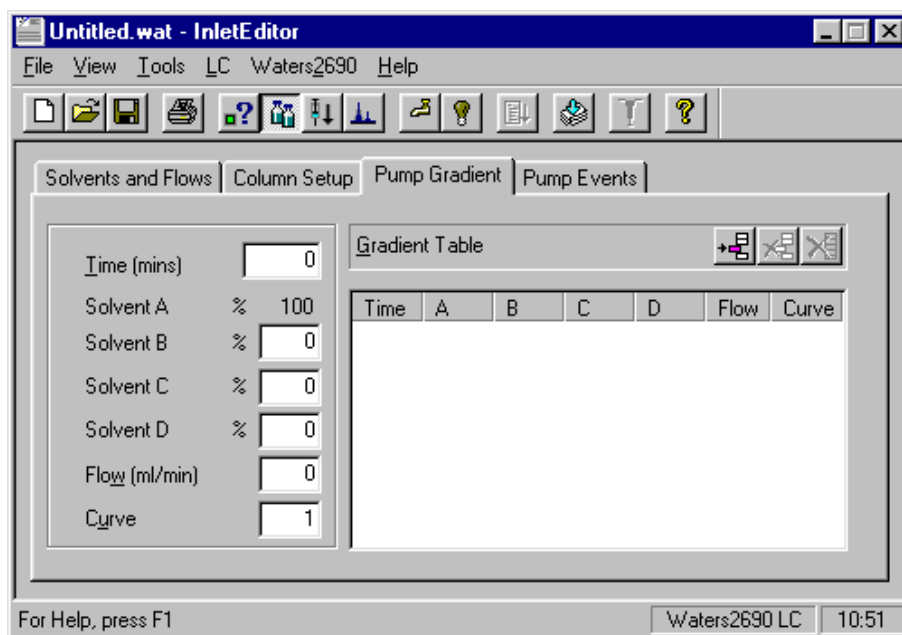 Untitled.wat - InletEditor
File View Tools LC Waters2690 Help
Solvents and Flows Column Setup Pump Gradient Pump Events
Time (mins) 0
Solvent A % 100
Solvent B % 0
Solvent C % 0
Solvent D % 0
Flow (ml/min) 0
Curve 1
Gradient Table
Time A B C D Flow Curve
For Help, press F1 Waters2690 LC 10:51